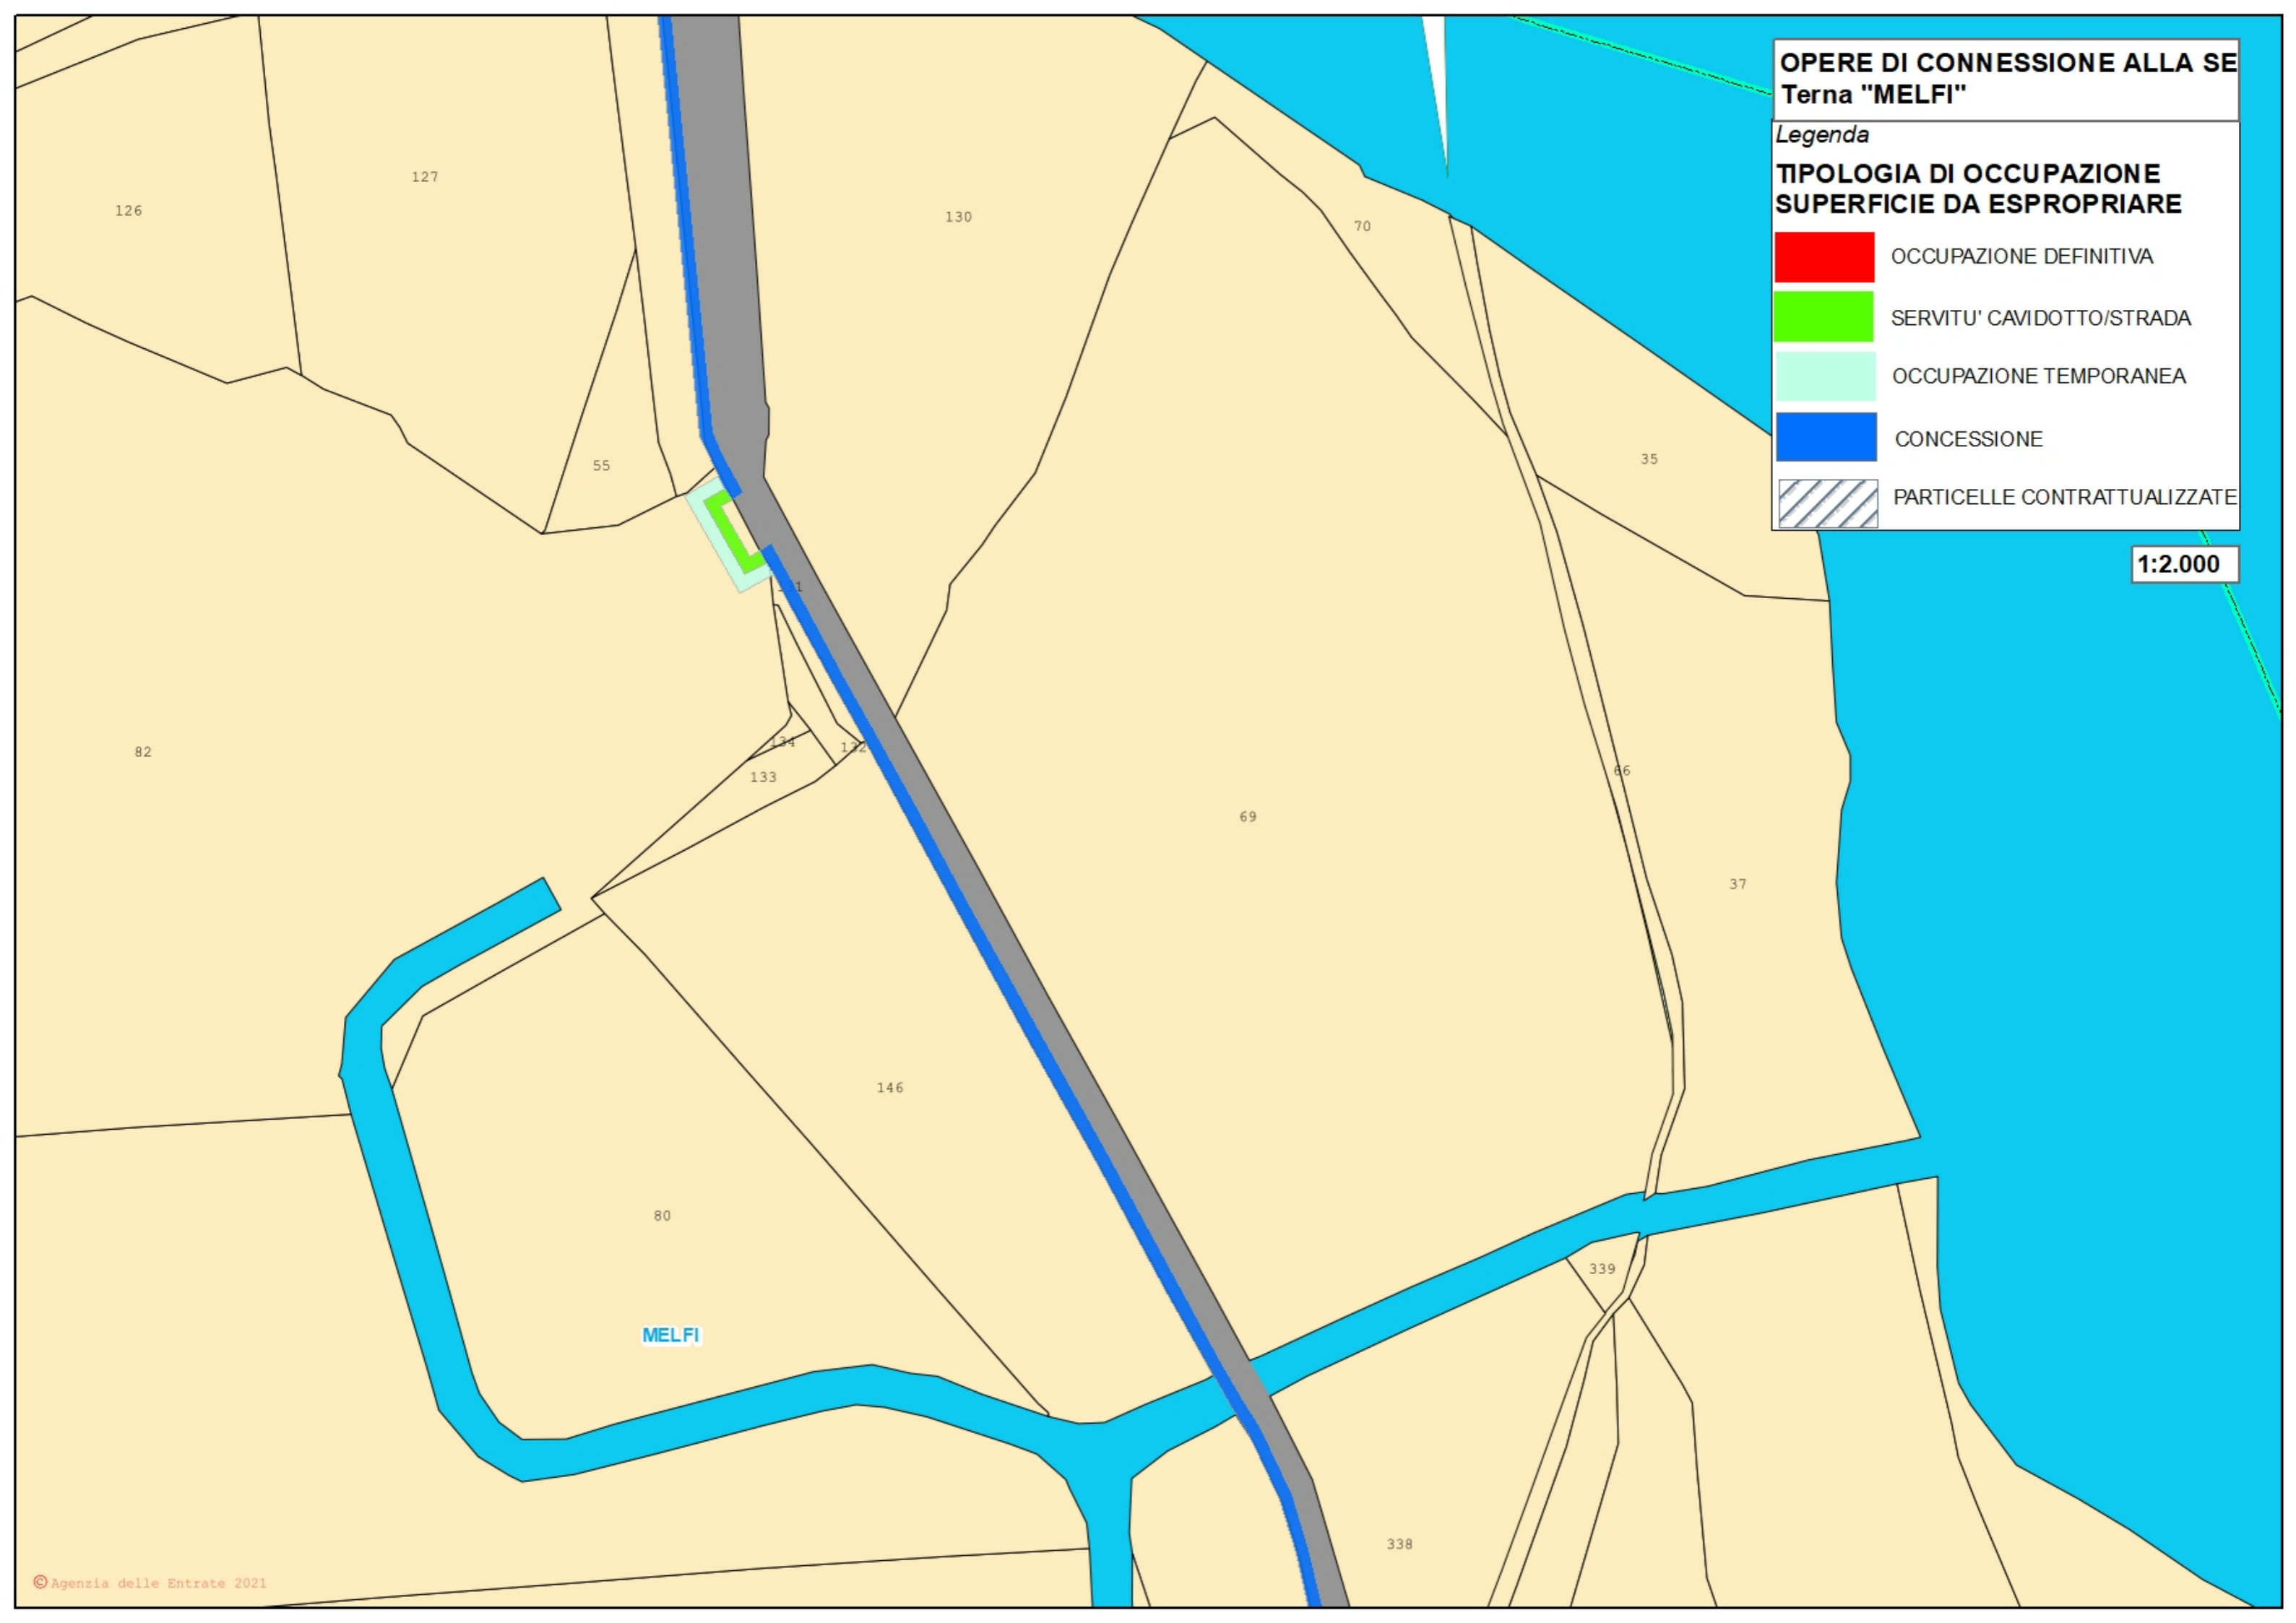 OPERE DI CONNESSIONE ALLA SE
Terna "MELFI"
Legenda
TIPOLOGIA DI OCCUPAZIONE
SUPERFICIE DA ESPROPRIARE
OCCUPAZIONE DEFINITIVA
SERVITU' CAVIDOTTO/STRADA
OCCUPAZIONE TEMPORANEA
CONCESSIONE
PARTICELLE CONTRATTUALIZZATE
1:2.000
127
126
130
70
55
35
82
134
132
133
66
69
37
146
80
339
MELFI
338
© Agenzia delle Entrate 2021